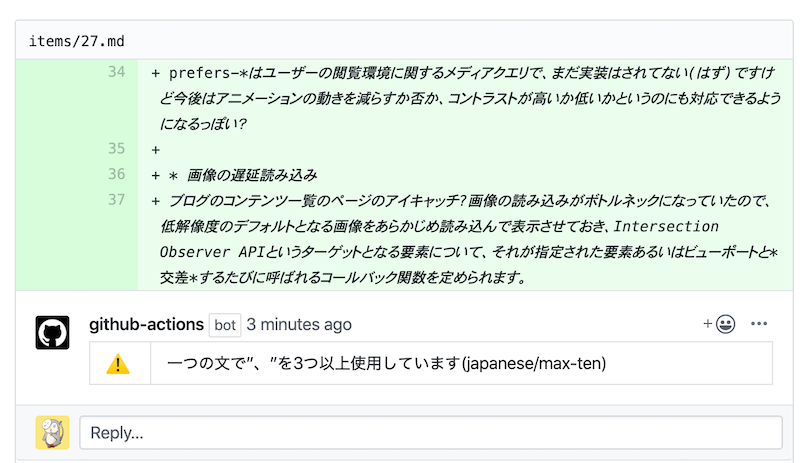 items/27.md
34 + prefers-*はユーザーの閲覧環境に関するメディアクエリで、まだ実装はされてない(はず)ですけ
ど今後はアニメーションの動きを減らすか否か、コントラストが高いか低いかというのにも対応できるよう
になるっぽい?
35 +
36 + * 画像の遅延読み込み
37 + ブログのコンテンツ一覧のページのアイキャッチ?画像の読み込みがボトルネックになっていたので、
低解像度のデフォルトとなる画像をあらかじめ読み込んで表示させておき、Intersection
Observer APIというターゲットとなる要素について、それが指定された要素あるいはビューポートと*
交差*するたびに呼ばれるコールバック関数を定められます。
github-actions bot 3 minutes ago
一つの文で"、"を3つ以上使用しています(japanese/max-ten)
Reply...